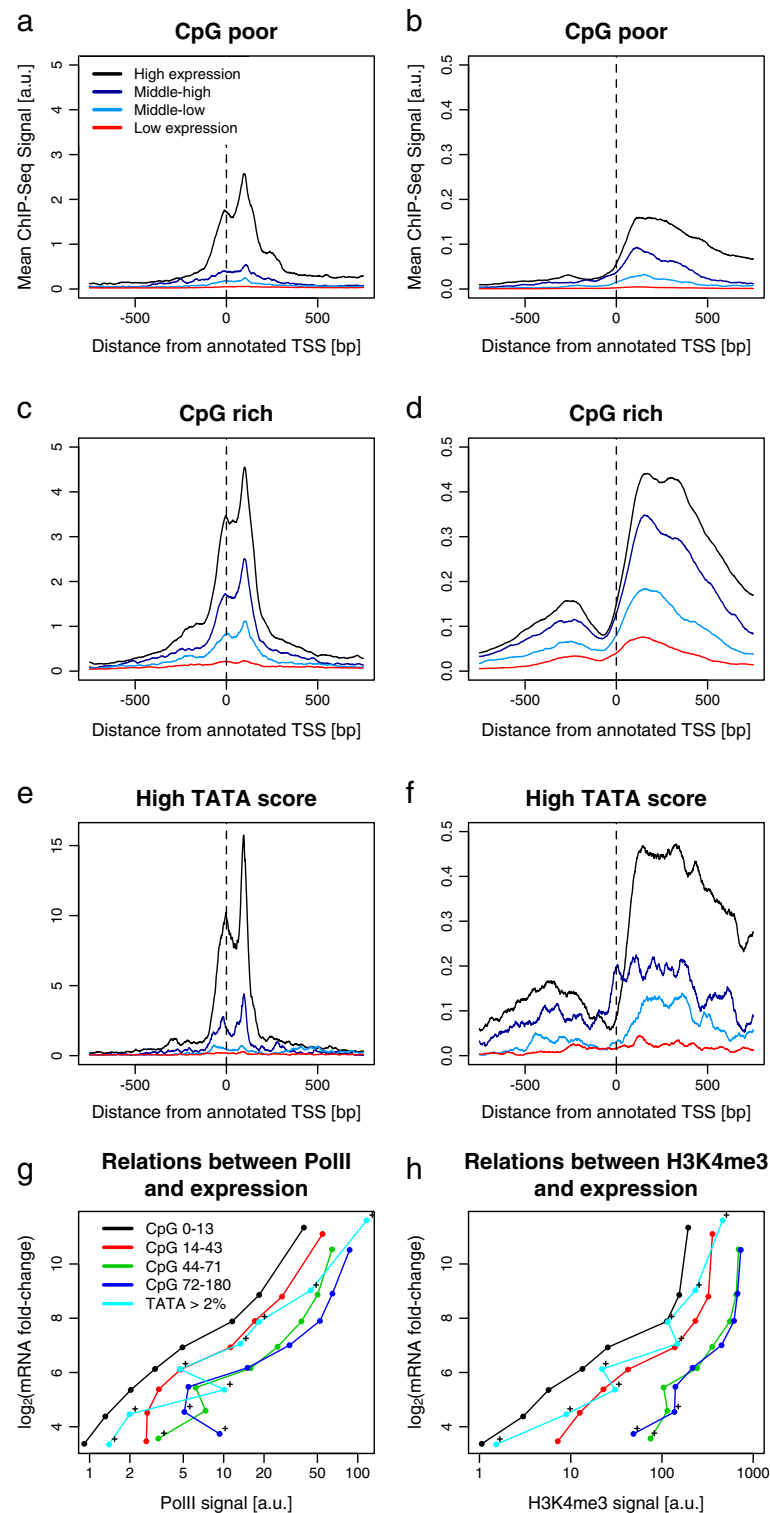 a
CpG poor
Mean ChIP-Seq Signal [a.u.]
0 1 2 3 4 5
High expression
Middle-high
Middle-low
Low expression
-500 0 500
Distance from annotated TSS [bp]
b
CpG poor
Mean ChIP-Seq Signal [a.u.]
0.0 0.1 0.2 0.3 0.4 0.5
-500 0 500
Distance from annotated TSS [bp]
c
CpG rich
0 1 2 3 4 5
-500 0 500
Distance from annotated TSS [bp]
d
CpG rich
0.0 0.1 0.2 0.3 0.4 0.5
-500 0 500
Distance from annotated TSS [bp]
e
High TATA score
0 5 10 15
-500 0 500
Distance from annotated TSS [bp]
f
High TATA score
0.0 0.1 0.2 0.3 0.4 0.5
-500 0 500
Distance from annotated TSS [bp]
g
Relations between PolII
and expression
log2(mRNA fold-change)
4 6 8 10
CpG 0-13
CpG 14-43
CpG 44-71
CpG 72-180
TATA > 2%
1 2 5 10 20 50 100
PolII signal [a.u.]
h
Relations between H3K4me3
and expression
log2(mRNA fold-change)
4 6 8 10
1 10 100 1000
H3K4me3 signal [a.u.]